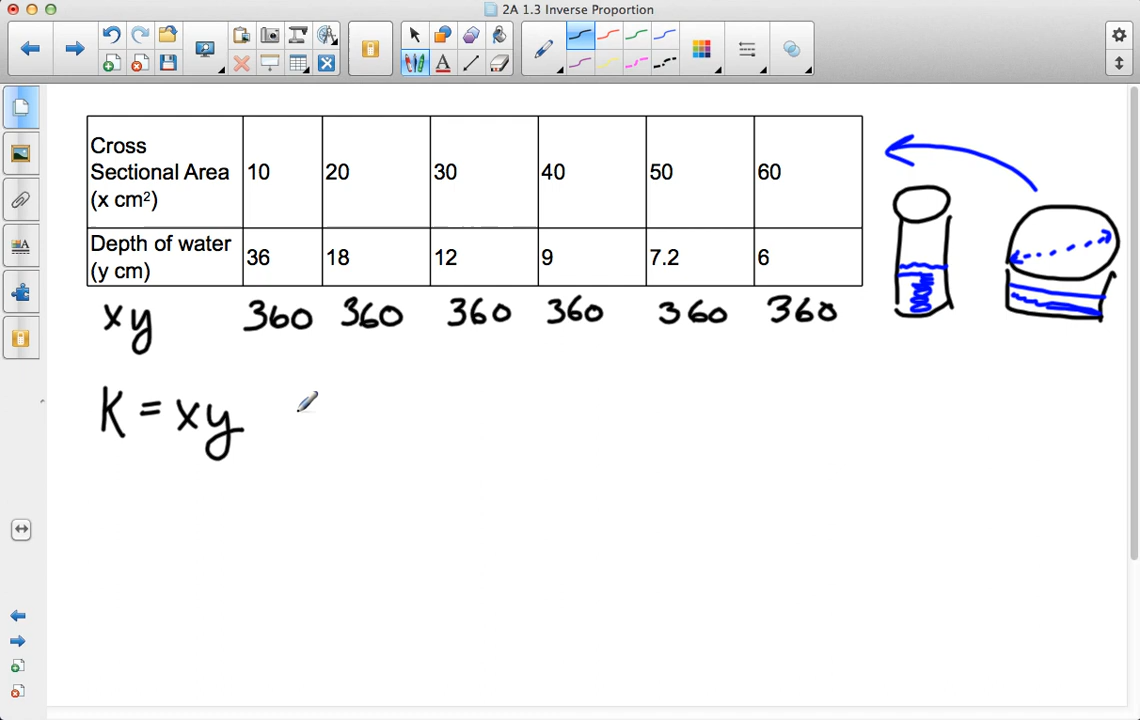 2A 1.3 Inverse Proportion
A
A
Cross Sectional Area (x cm²) 10 20 30 40 50 60
Depth of water (y cm) 36 18 12 9 7.2 6
xy 360 360 360 360 360 360
K = xy